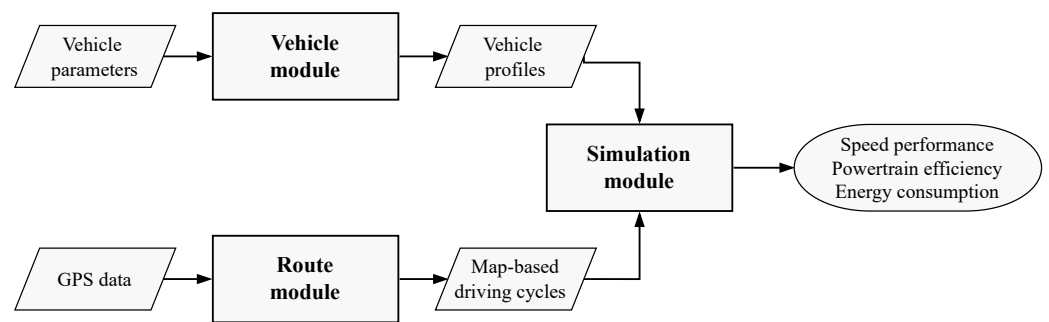 Vehicle
parameters
Vehicle
module
Vehicle
profiles
Simulation
module
Speed performance
Powertrain efficiency
Energy consumption
GPS data
Route
module
Map-based
driving cycles